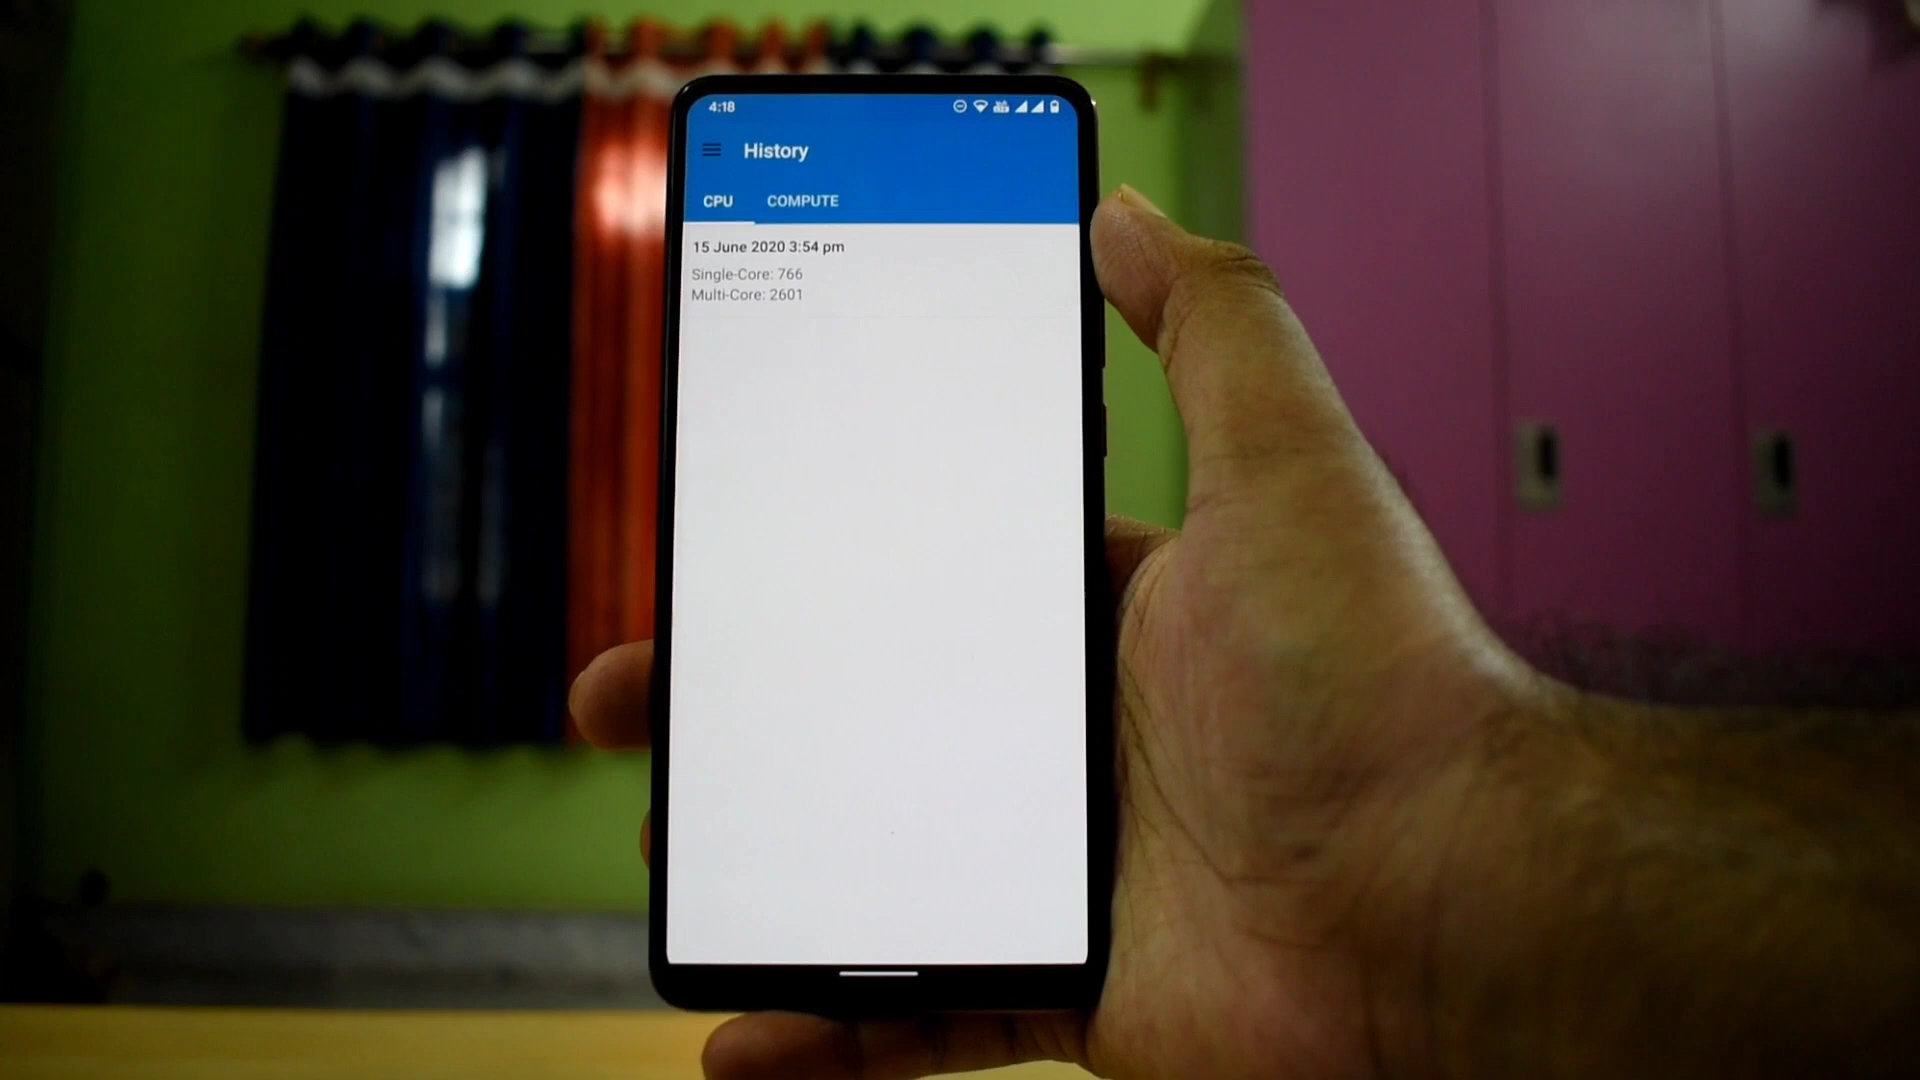 4:18
History
CPU COMPUTE
15 June 2020 3:54 pm
Single-Core: 766
Multi-Core: 2601